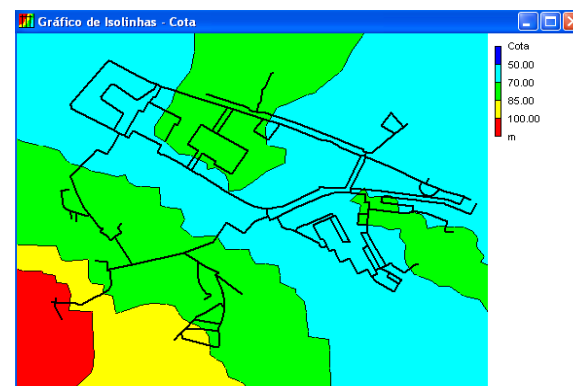 Gráfico de Isolinhas - Cota
Cota
50.00
70.00
85.00
100.00
m